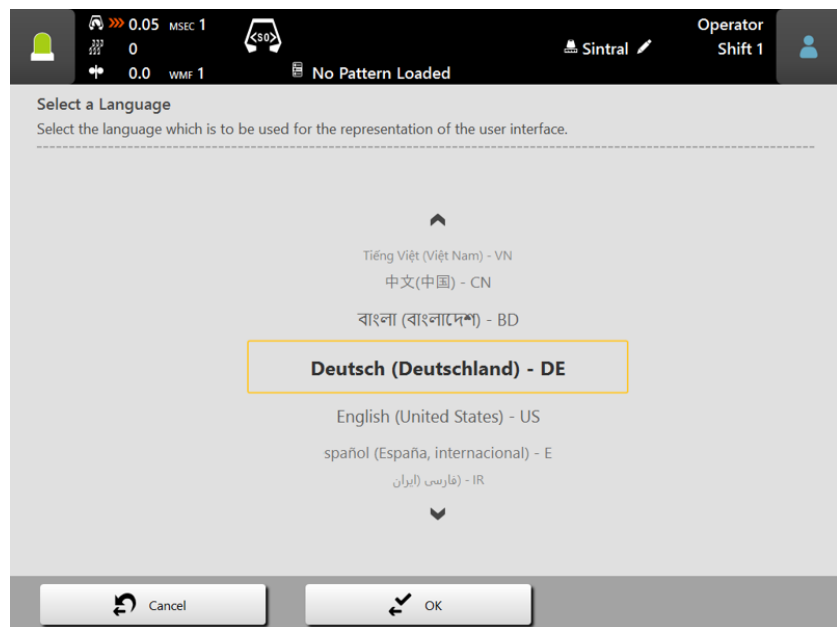 0.05 MSEC 1
<S0>
Operator
0
Sintral
Shift 1
0.0 WMF 1
No Pattern Loaded
Select a Language
Select the language which is to be used for the representation of the user interface.
Tiếng Việt (Việt Nam) - VN
中文(中国) - CN
বাংলা (বাংলাদেশ) - BD
Deutsch (Deutschland) - DE
English (United States) - US
spañol (España, internacional) - E
فارسی (ایران) - IR
Cancel
OK